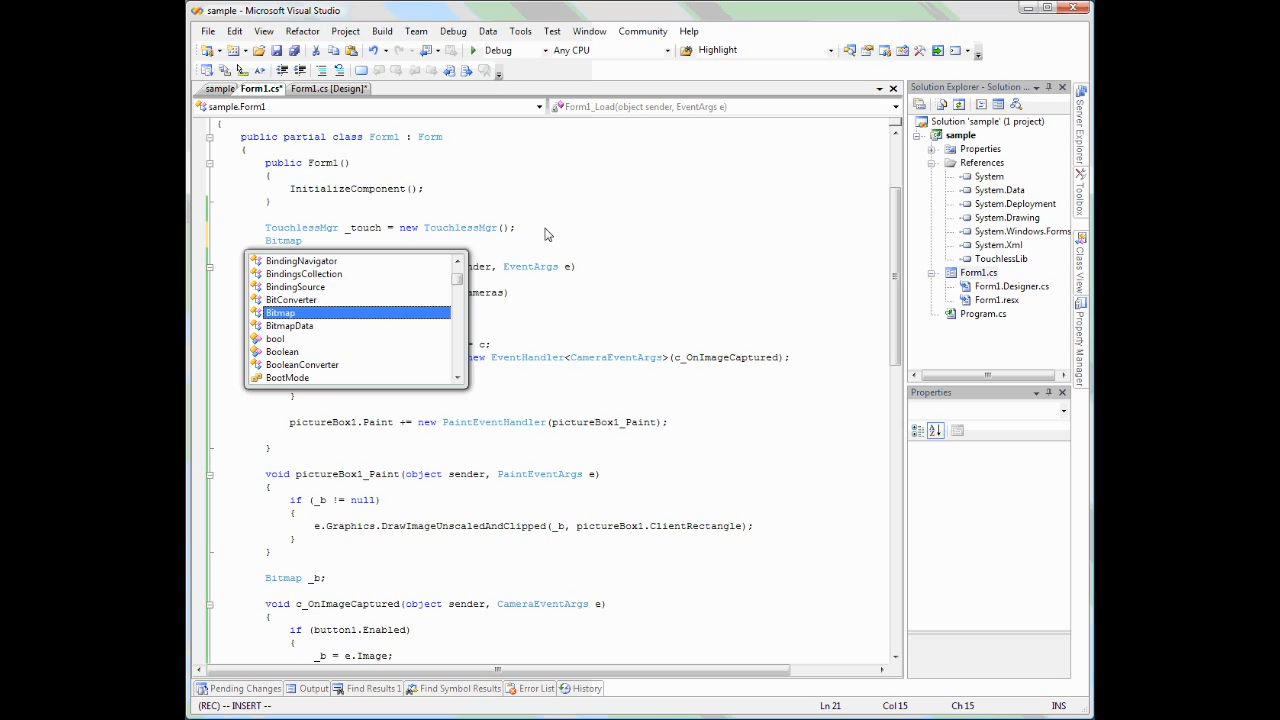 sample - Microsoft Visual Studio
File Edit View Refactor Project Build Team Debug Data Tools Test Window Community Help
Debug Any CPU Highlight
sample Form1.cs* Form1.cs [Design]*
sample.Form1 Form1_Load(object sender, EventArgs e)
{
public partial class Form1 : Form
{
public Form1()
{
InitializeComponent();
}
TouchlessMgr _touch = new TouchlessMgr();
Bitmap
nder, EventArgs e)
ameras)
= c;
new EventHandler<CameraEventArgs>(c_OnImageCaptured);
}
pictureBox1.Paint += new PaintEventHandler(pictureBox1_Paint);
}
void pictureBox1_Paint(object sender, PaintEventArgs e)
{
if (_b != null)
{
e.Graphics.DrawImageUnscaledAndClipped(_b, pictureBox1.ClientRectangle);
}
}
Bitmap _b;
void c_OnImageCaptured(object sender, CameraEventArgs e)
{
if (button1.Enabled)
{
_b = e.Image;
BindingNavigator
BindingsCollection
BindingSource
BitConverter
Bitmap
BitmapData
bool
Boolean
BooleanConverter
BootMode
Solution Explorer - Solution ...
Solution 'sample' (1 project)
sample
Properties
References
System
System.Data
System.Deployment
System.Drawing
System.Windows.Forms
System.Xml
TouchlessLib
Form1.cs
Form1.Designer.cs
Form1.resx
Program.cs
Properties
Server Explorer
Toolbox
Class View
Property Manager
Pending Changes Output Find Results 1 Find Symbol Results Error List History
(REC) -- INSERT -- Ln 21 Col 15 Ch 15 INS